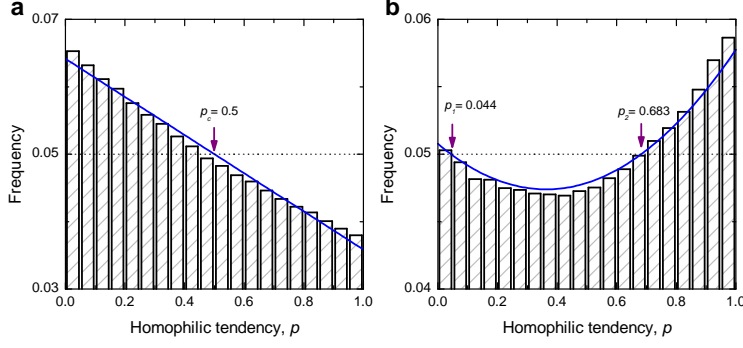 a
0.07
0.05
0.03
Frequency
p_c = 0.5
0.0 0.2 0.4 0.6 0.8 1.0
Homophilic tendency, p
b
0.06
0.05
0.04
Frequency
p_1= 0.044
p_2= 0.683
0.0 0.2 0.4 0.6 0.8 1.0
Homophilic tendency, p